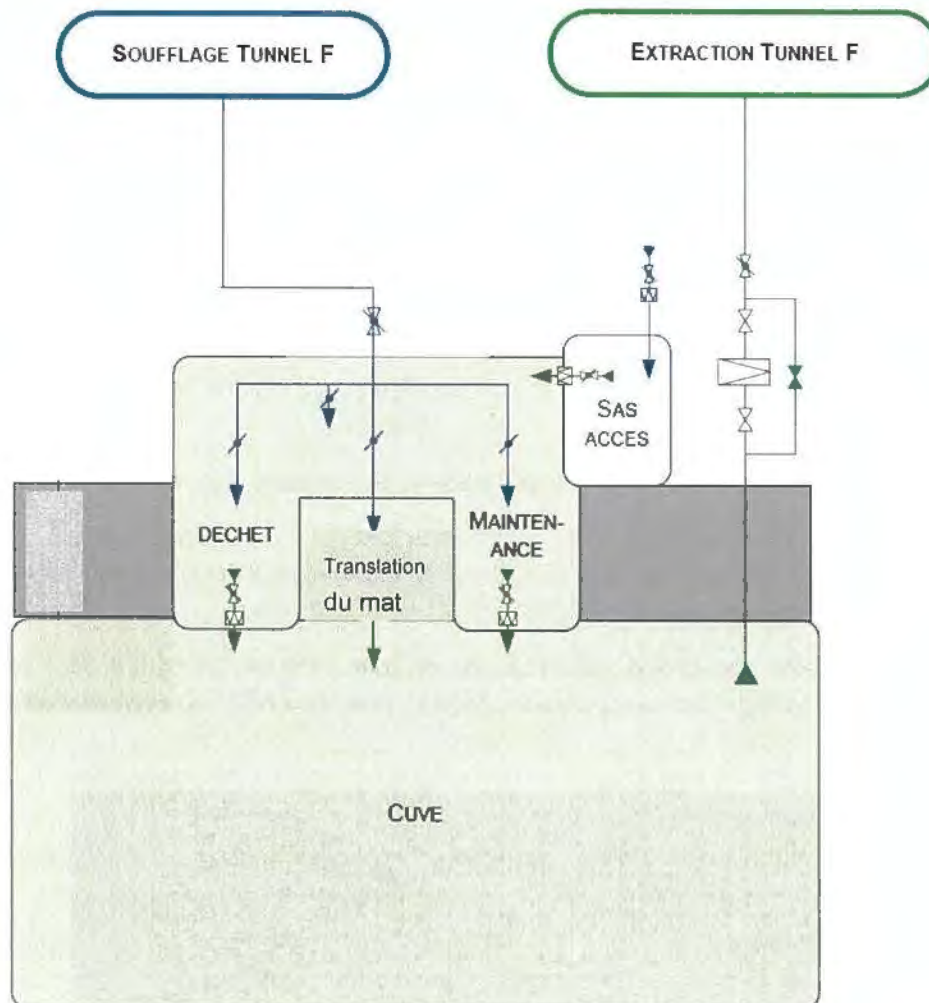 SOUFFLAGE TUNNEL F
EXTRACTION TUNNEL F
SAS
ACCES
DECHET
MAINTEN-
ANCE
Translation
du mat
CUVE